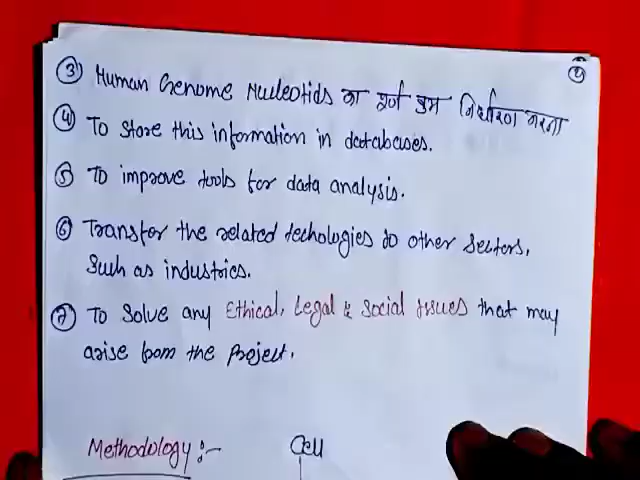 ③ Human Genome Nucleotids का पूर्ण क्रम निर्धारण करना
④ To Store this information in databases.
⑤ To improve tools for data analysis.
⑥ Transfer the related techologies to other Sectors,
Such as industries.
⑦ To Solve any Ethical, Legal & Social Issues that may
arise from the Project.
Methodology :-
Cell